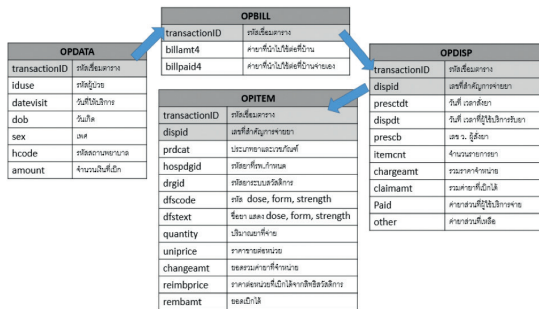 OPBILL
transactionID รหัสเชื่อมตาราง
billamt4 ค่ายาที่นำไปใช้ต่อที่บ้าน
billpaid4 ค่ายาที่นำไปใช้ต่อที่บ้านจ่ายเอง
OPDATA
transactionID รหัสเชื่อมตาราง
iduse รหัสผู้ป่วย
datevisit วันที่ให้บริการ
dob วันเกิด
sex เพศ
hcode รหัสสถานพยาบาล
amount จำนวนเงินที่เบิก
OPDISP
transactionID รหัสเชื่อมตาราง
dispid เลขที่สำคัญการจ่ายยา
presctdt วันที่ เวลาสั่งยา
dispdt วันที่ เวลาที่ผู้ใช้บริการรับยา
prescb เลข ว. ผู้สั่งยา
itemcnt จำนวนรายการยา
chargeamt รวมราคาจำหน่าย
claimamt รวมค่ายาที่เบิกได้
Paid ค่ายาส่วนที่ผู้ใช้บริการจ่าย
other ค่ายาส่วนที่เหลือ
OPITEM
transactionID รหัสเชื่อมตาราง
dispid เลขที่สำคัญการจ่ายยา
prdcat ประเภทยาและเวชภัณฑ์
hospdgid รหัสยาที่รพ.กำหนด
drgid รหัสยาระบบสวัสดิการ
dfscode รหัส dose, form, strength
dfstext ชื่อยา แสดง dose, form, strength
quantity ปริมาณยาที่จ่าย
uniprice ราคาขายต่อหน่วย
changeamt ยอดรวมค่ายาที่จำหน่าย
reimbprice ราคาต่อหน่วยที่เบิกได้จากสิทธิสวัสดิการ
rembamt ยอดเบิกได้